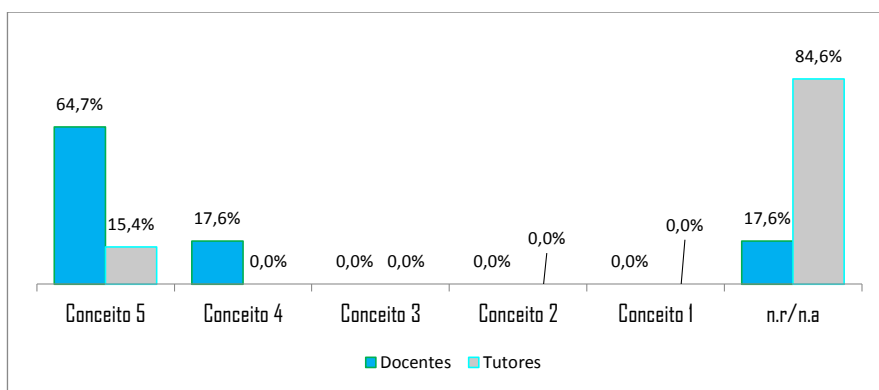 84,6%
64,7%
15,4%
17,6%
0,0%
0,0%
0,0%
0,0%
0,0%
0,0%
0,0%
17,6%
Conceito 5
Conceito 4
Conceito 3
Conceito 2
Conceito 1
n.r/n.a
Docentes
Tutores